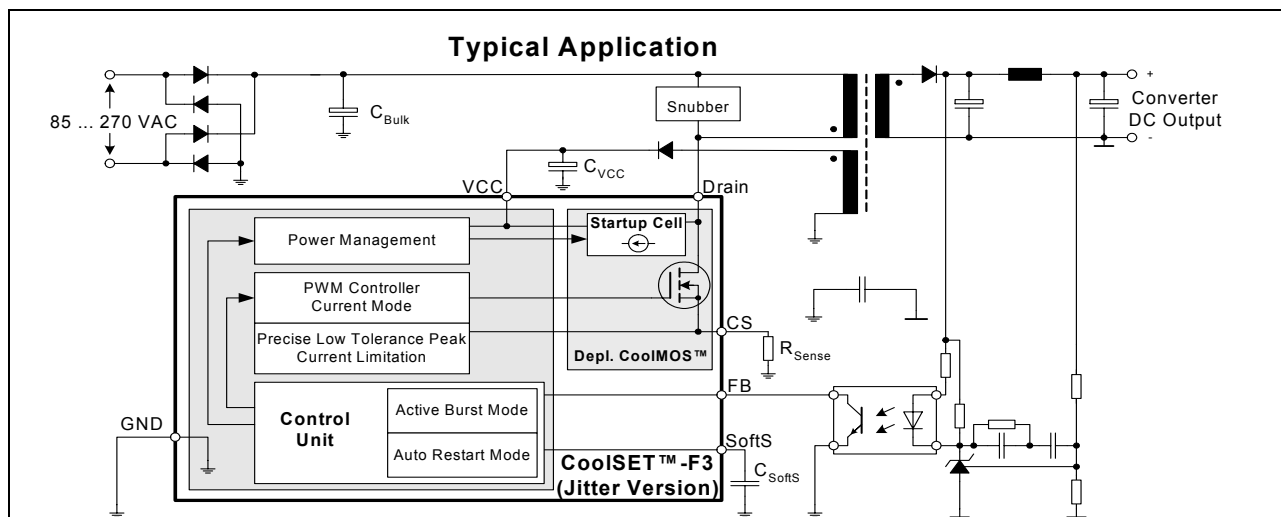 Typical Application
+
Snubber
Converter
DC Output
85 ... 270 VAC
C_Bulk
-
C_VCC
VCC
Drain
Startup Cell
Power Management
PWM Controller
Current Mode
CS
Precise Low Tolerance Peak
Current Limitation
R_Sense
Depl. CoolMOS™
FB
Active Burst Mode
GND
Control
Unit
SoftS
Auto Restart Mode
CoolSET™-F3
(Jitter Version)
C_SoftS